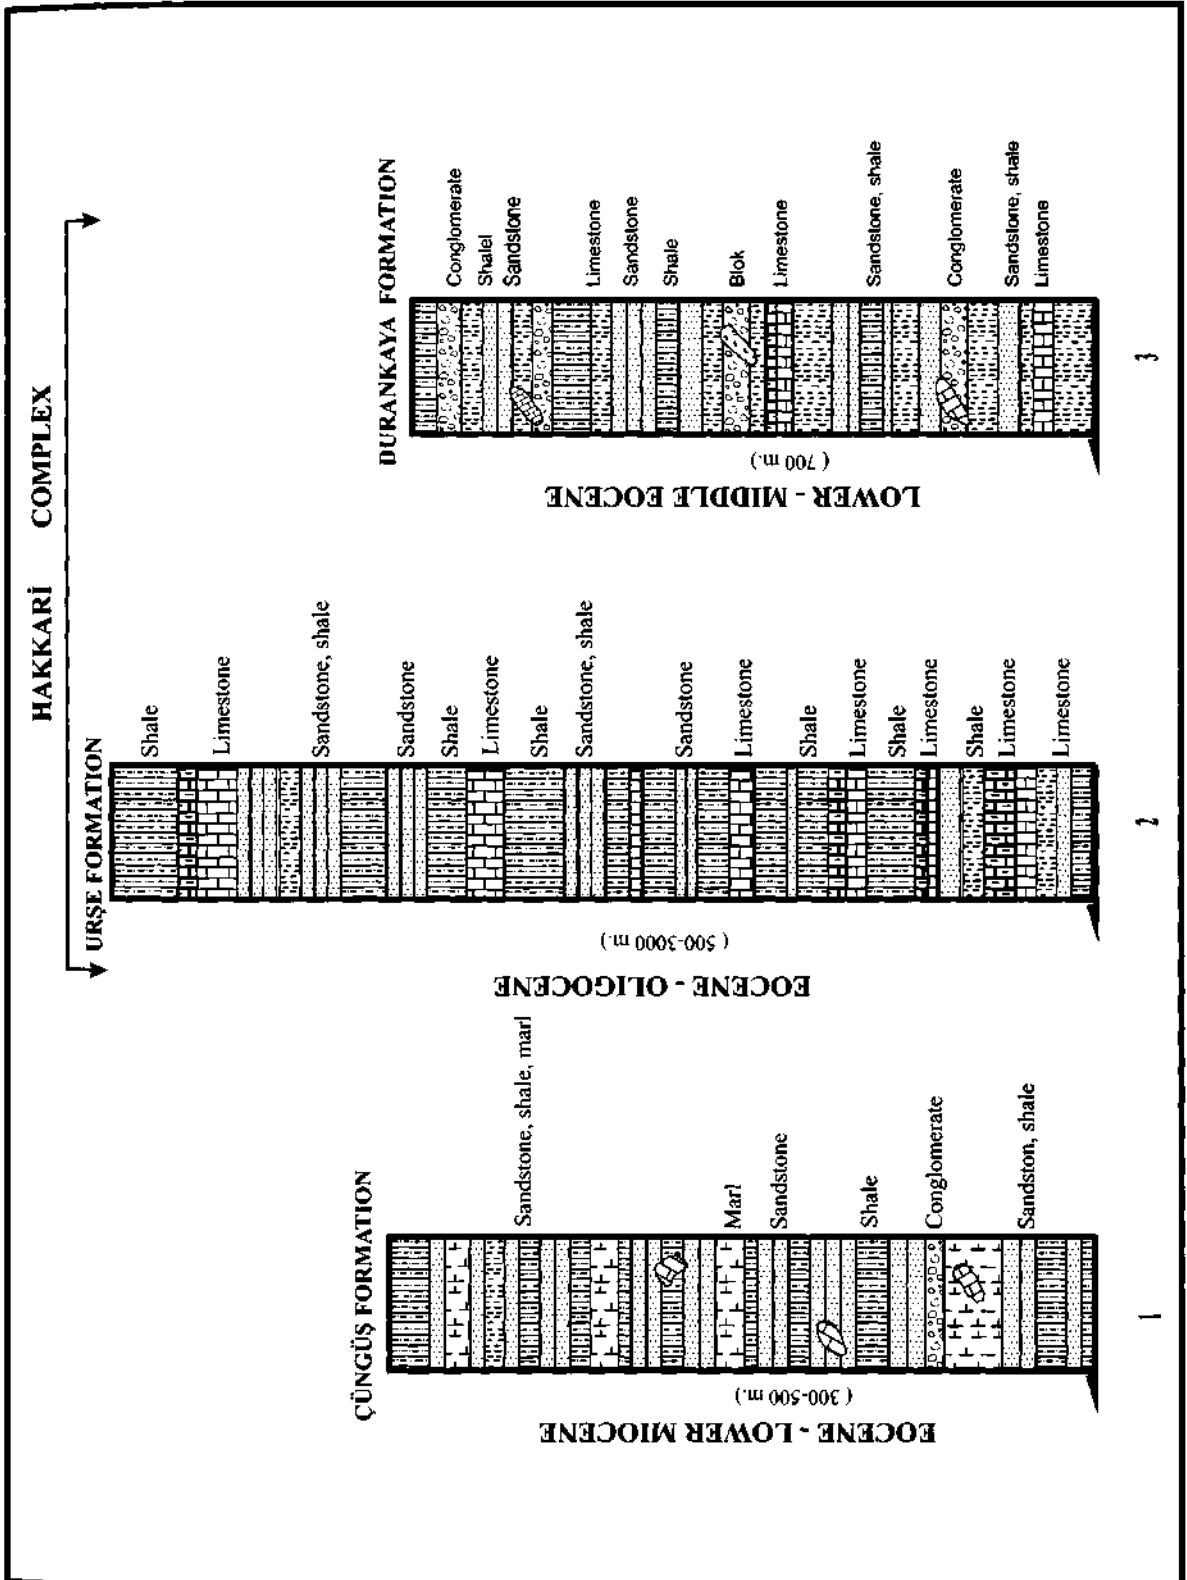 HAKKARİ COMPLEX
ÇÜNGÜŞ FORMATION
EOCENE - LOWER MIOCENE
( 300-500 m. )
Sandstone, shale, marl
Marl
Sandstone
Shale
Conglomerate
Sandston, shale
1
URŞE FORMATION
EOCENE - OLIGOCENE
( 500-3000 m. )
Shale
Limestone
Sandstone, shale
Sandstone
Shale
Limestone
Shale
Sandstone, shale
Sandstone
Limestone
Shale
Limestone
Shale
Limestone
Shale
Limestone
Limestone
2
DURANKAYA FORMATION
LOWER - MIDDLE EOCENE
( 700 m. )
Conglomerate
Shalel
Sandstone
Limestone
Sandstone
Shale
Blok
Limestone
Sandstone, shale
Conglomerate
Sandstone, shale
Limestone
3